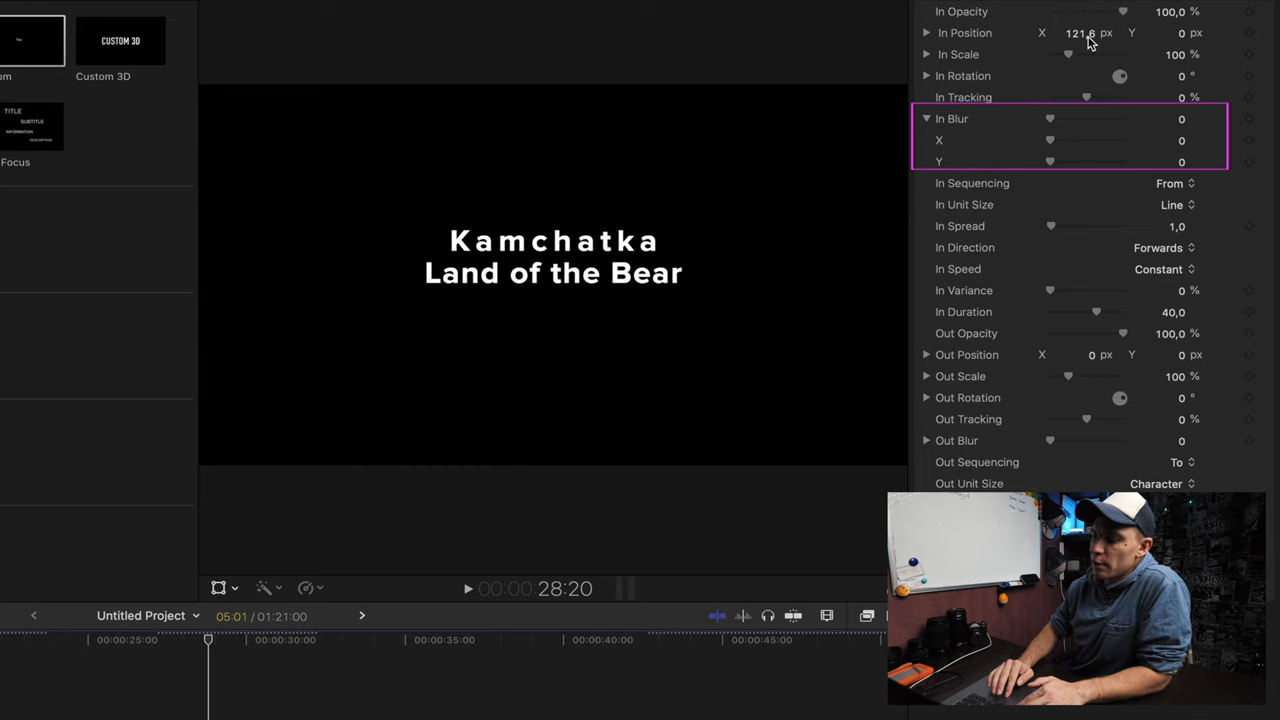 CUSTOM 3D
om
Custom 3D
TITLE
SUBTITLE
INFORMATION
DESCRIPTION
Focus
Kamchatka
Land of the Bear
In Opacity 100,0 %
In Position X 121,6 px Y 0 px
In Scale 100 %
In Rotation 0 °
In Tracking 0 %
In Blur 0
X 0
Y 0
In Sequencing From
In Unit Size Line
In Spread 1,0
In Direction Forwards
In Speed Constant
In Variance 0 %
In Duration 40,0
Out Opacity 100,0 %
Out Position X 0 px Y 0 px
Out Scale 100 %
Out Rotation 0 °
Out Tracking 0 %
Out Blur 0
Out Sequencing To
Out Unit Size Character
00:00:28:20
Untitled Project 05:01 / 01:21:00
00:00:25:00 00:00:30:00 00:00:35:00 00:00:40:00 00:00:45:00